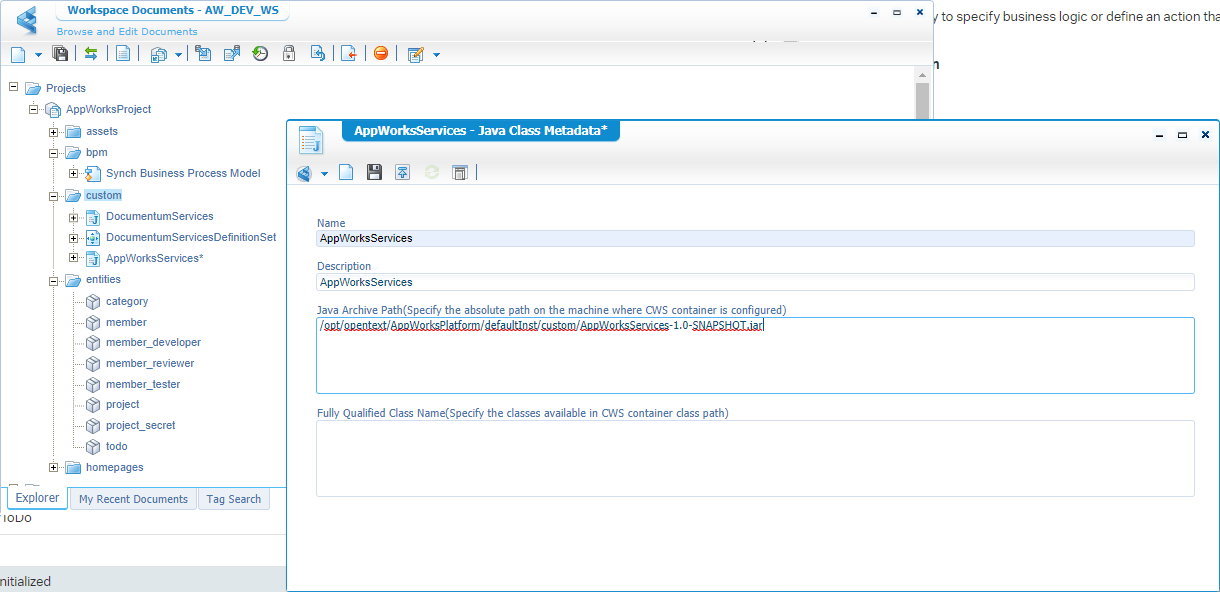 Workspace Documents - AW_DEV_WS
Browse and Edit Documents
y to specify business logic or define an action tha
n
Projects
AppWorksProject
assets
bpm
Synch Business Process Model
custom
DocumentumServices
DocumentumServicesDefinitionSet
AppWorksServices*
entities
category
member
member_developer
member_reviewer
member_tester
project
project_secret
todo
homepages
Explorer
My Recent Documents
Tag Search
ToDo
nitialized
AppWorksServices - Java Class Metadata*
Name
AppWorksServices
Description
AppWorksServices
Java Archive Path(Specify the absolute path on the machine where CWS container is configured)
/opt/opentext/AppWorksPlatform/defaultInst/custom/AppWorksServices-1.0-SNAPSHOT.jar
Fully Qualified Class Name(Specify the classes available in CWS container class path)